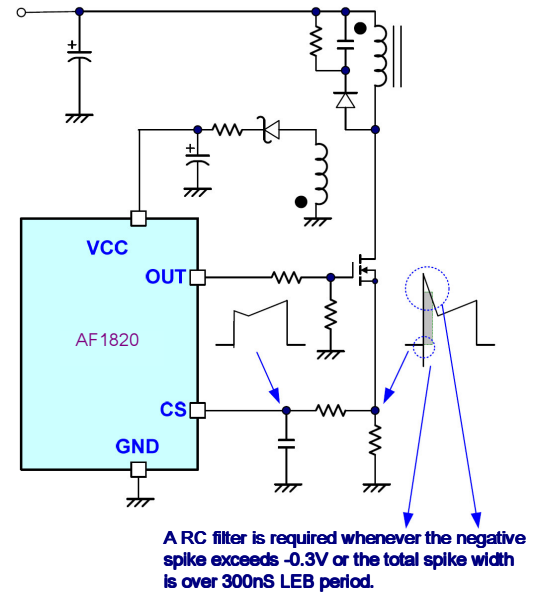 VCC
OUT
AF1820
CS
GND
A RC filter is required whenever the negative
spike exceeds -0.3V or the total spike width
is over 300nS LEB period.